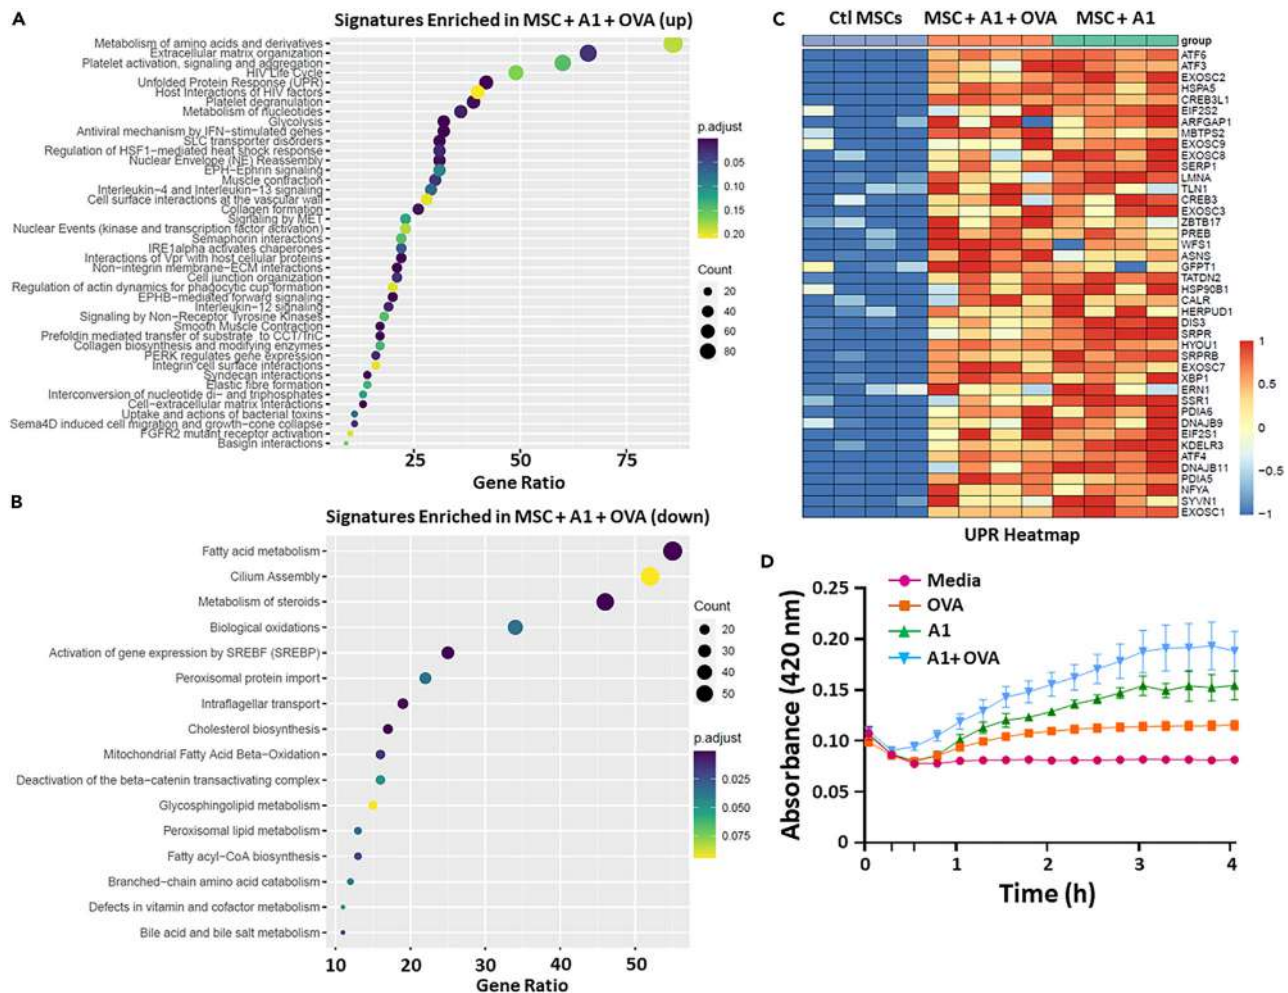 A
Signatures Enriched in MSC + A1 + OVA (up)
Metabolism of amino acids and derivatives
Extracellular matrix organization
Platelet activation, signaling and aggregation
HIV Life Cycle
Unfolded Protein Response (UPR)
Host Interactions of HIV factors
Platelet degranulation
Metabolism of nucleotides
Glycolysis
Antiviral mechanism by IFN-stimulated genes
SLC transporter disorders
Regulation of HSF1-mediated heat shock response
Nuclear Envelope (NE) Reassembly
EPH-Ephrin signaling
Muscle contraction
Interleukin-4 and Interleukin-13 signaling
Cell surface interactions at the vascular wall
Collagen formation
Signaling by MET
Nuclear Events (kinase and transcription factor activation)
Semaphorin interactions
IRE1alpha activates chaperones
Interactions of Vpr with host cellular proteins
Non-integrin membrane-ECM interactions
Cell junction organization
Regulation of actin dynamics for phagocytic cup formation
EPHB-mediated forward signaling
Interleukin-12 signaling
Signaling by Non-Receptor Tyrosine Kinases
Smooth Muscle Contraction
Prefoldin mediated transfer of substrate to CCT/TriC
Collagen biosynthesis and modifying enzymes
PERK regulates gene expression
Integrin cell surface interactions
Syndecan interactions
Elastic fibre formation
Interconversion of nucleotide di- and triphosphates
Cell-extracellular matrix interactions
Uptake and actions of bacterial toxins
Sema4D induced cell migration and growth-cone collapse
FGFR2 mutant receptor activation
Basigin interactions
25 50 75
Gene Ratio
p.adjust
0.05
0.10
0.15
0.20
Count
20
40
60
80
B
Signatures Enriched in MSC + A1 + OVA (down)
Fatty acid metabolism
Cilium Assembly
Metabolism of steroids
Biological oxidations
Activation of gene expression by SREBF (SREBP)
Peroxisomal protein import
Intraflagellar transport
Cholesterol biosynthesis
Mitochondrial Fatty Acid Beta-Oxidation
Deactivation of the beta-catenin transactivating complex
Glycosphingolipid metabolism
Peroxisomal lipid metabolism
Fatty acyl-CoA biosynthesis
Branched-chain amino acid catabolism
Defects in vitamin and cofactor metabolism
Bile acid and bile salt metabolism
10 20 30 40 50
Gene Ratio
Count
20
30
40
50
p.adjust
0.025
0.050
0.075
C
Ctl MSCs MSC + A1 + OVA MSC + A1
group
ATF6
ATF3
EXOSC2
HSPA5
CREB3L1
EIF2S2
ARFGAP1
MBTPS2
EXOSC9
EXOSC8
SERP1
LMNA
TLN1
CREB3
EXOSC3
ZBTB17
PREB
WFS1
ASNS
GFPT1
TATDN2
HSP90B1
CALR
HERPUD1
DIS3
SRPR
HYOU1
SRPRB
EXOSC7
XBP1
ERN1
SSR1
PDIA6
DNAJB9
EIF2S1
KDELR3
ATF4
DNAJB11
PDIA5
NFYA
SYVN1
EXOSC1
1
0.5
0
−0.5
−1
UPR Heatmap
D
Media
OVA
A1
A1+OVA
Absorbance (420 nm)
0.25
0.20
0.15
0.10
0.05
0
0 1 2 3 4
Time (h)